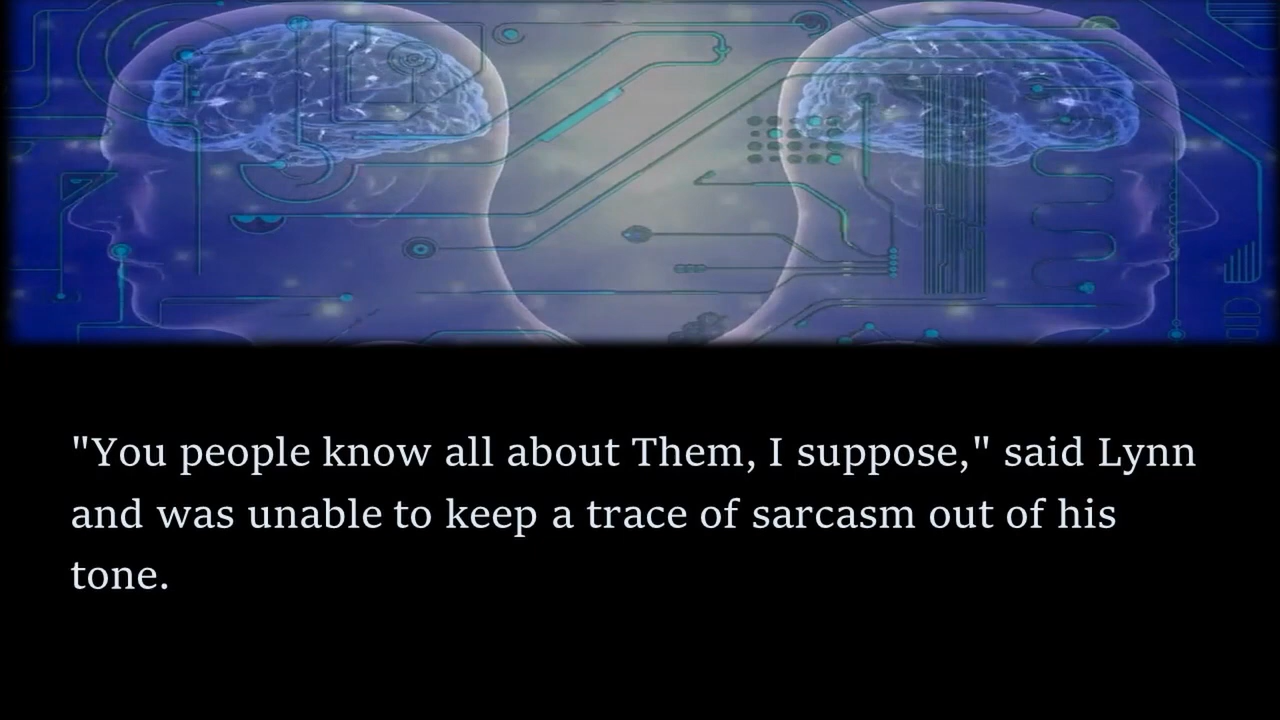 "You people know all about Them, I suppose," said Lynn
and was unable to keep a trace of sarcasm out of his
tone.